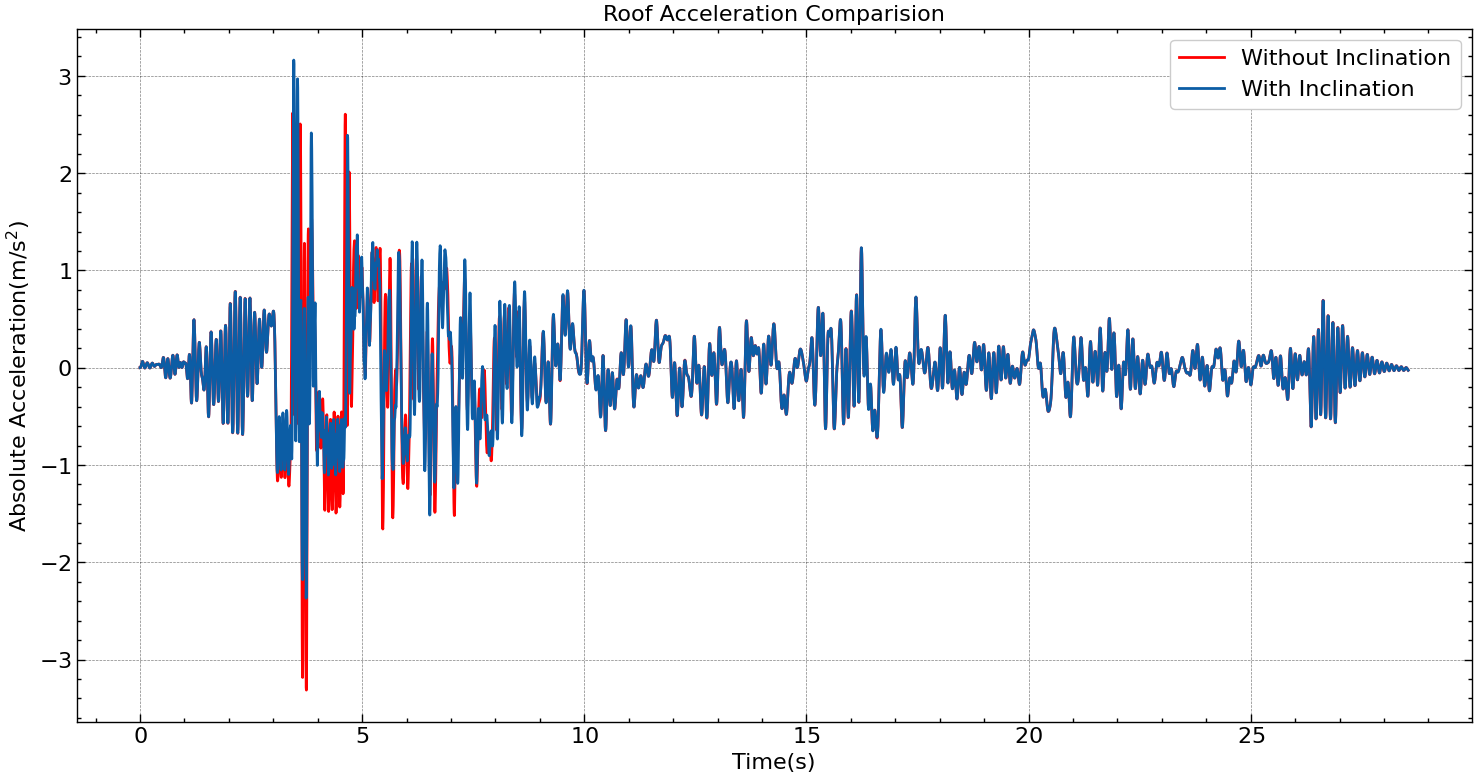 Roof Acceleration Comparision
Without Inclination
With Inclination
Absolute Acceleration(m/s²)
3
2
1
0
−1
−2
−3
0 5 10 15 20 25
Time(s)